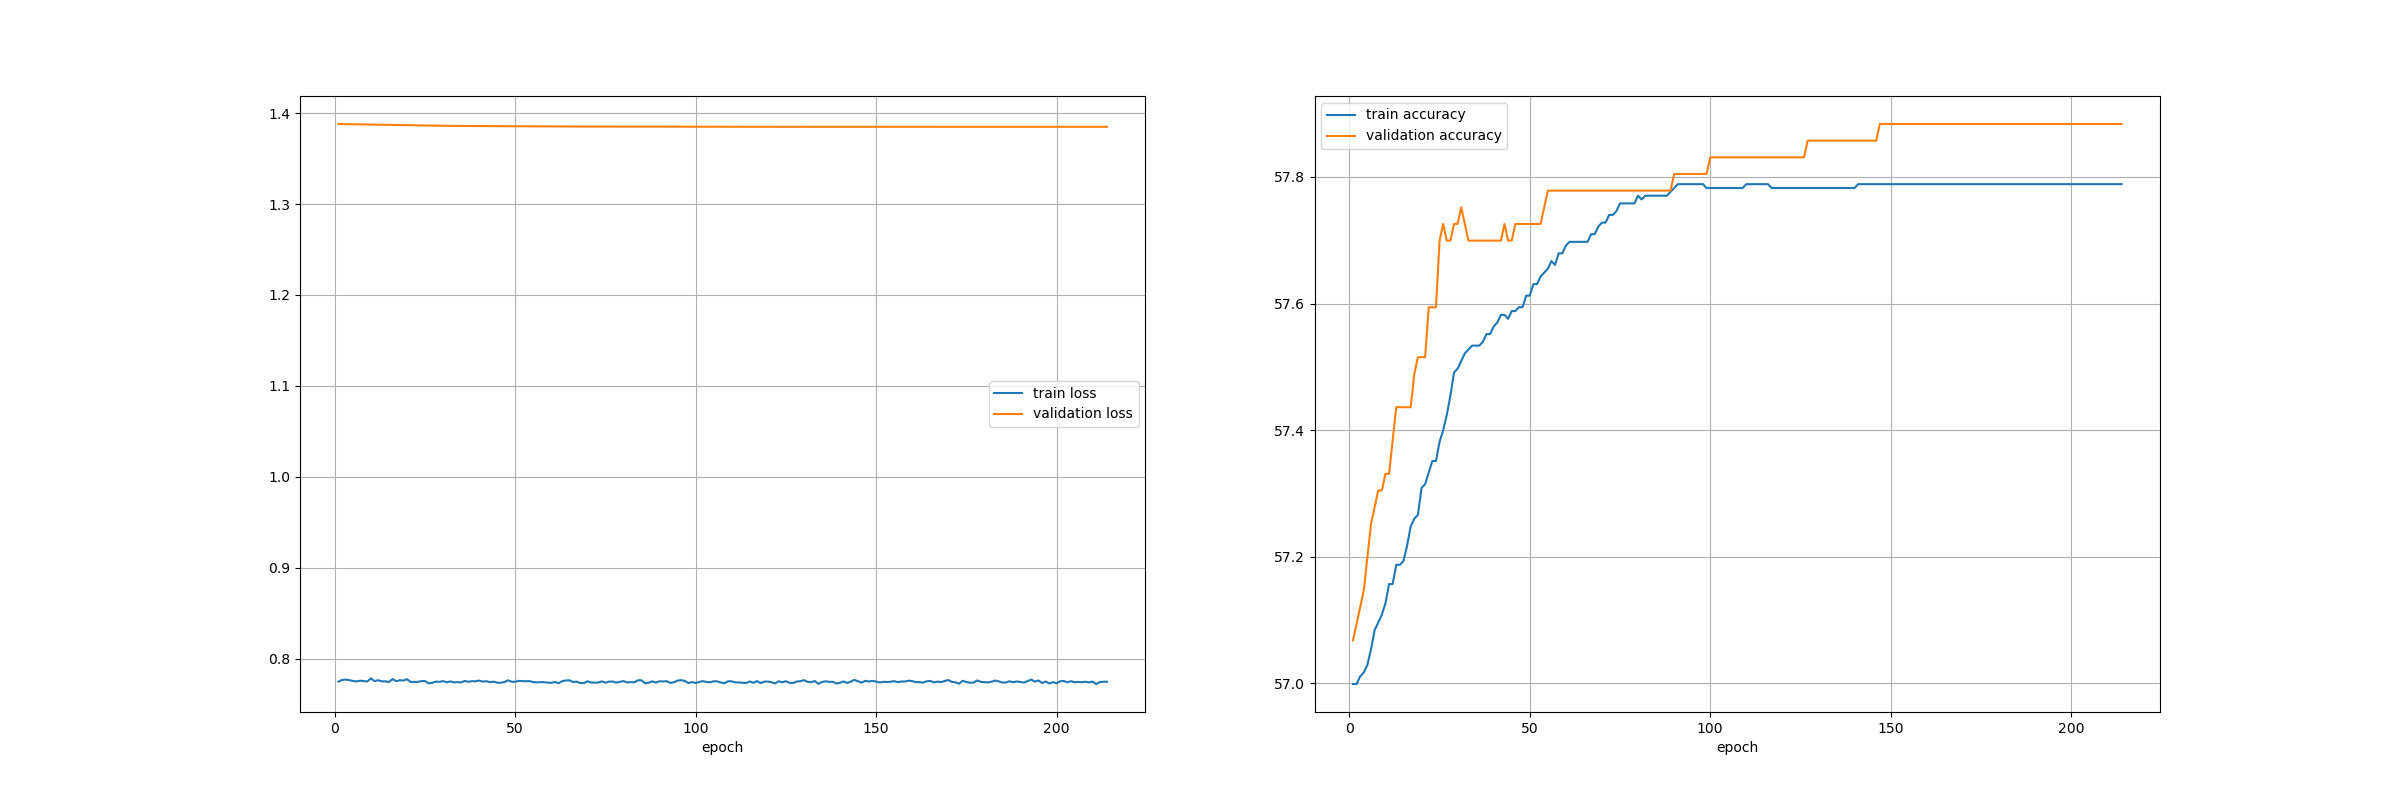 1.4
1.3
1.2
1.1
1.0
0.9
0.8
0 50 100 150 200
epoch
train loss
validation loss
train accuracy
validation accuracy
57.8
57.6
57.4
57.2
57.0
0 50 100 150 200
epoch